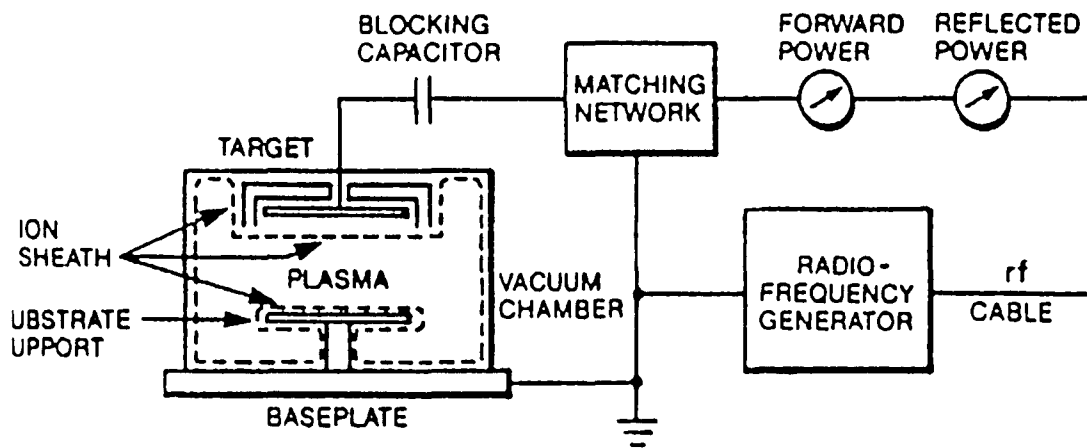 BLOCKING
CAPACITOR
FORWARD
POWER
REFLECTED
POWER
MATCHING
NETWORK
TARGET
ION
SHEATH
PLASMA
VACUUM
CHAMBER
RADIO-
FREQUENCY
GENERATOR
rf
CABLE
UBSTRATE
UPPORT
BASEPLATE